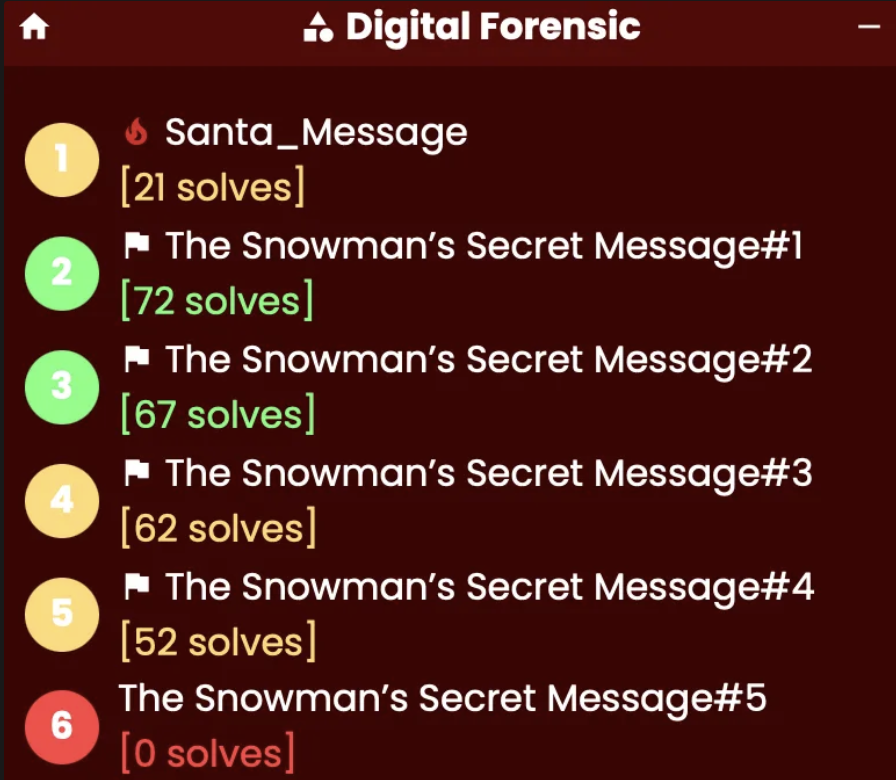 Digital Forensic
1
Santa_Message
[21 solves]
2
The Snowman’s Secret Message#1
[72 solves]
3
The Snowman’s Secret Message#2
[67 solves]
4
The Snowman’s Secret Message#3
[62 solves]
5
The Snowman’s Secret Message#4
[52 solves]
6
The Snowman’s Secret Message#5
[0 solves]